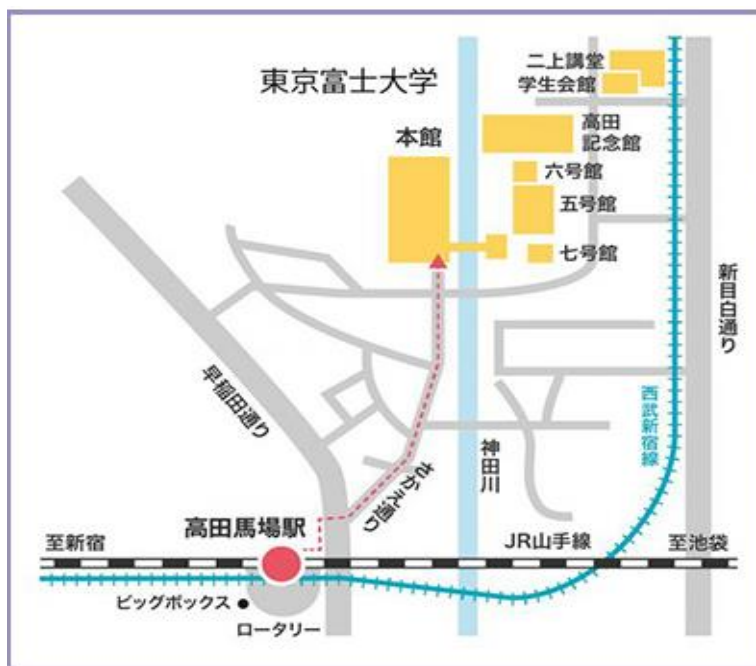 二上講堂
学生会館
東京富士大学
高田
記念館
本館
六号館
五号館
七号館
新目白通り
早稲田通り
西武新宿線
神田川
さかえ通り
高田馬場駅
至新宿
JR山手線
至池袋
ビッグボックス
ロータリー